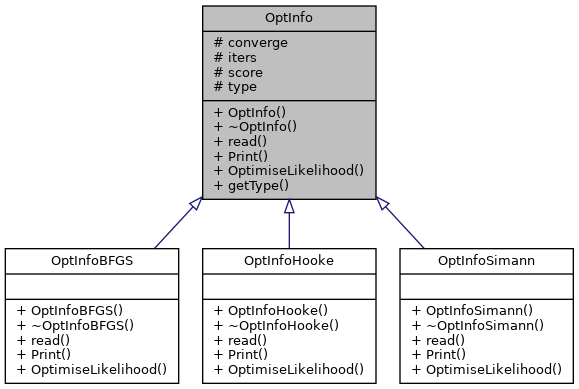 OptInfo
# converge
# iters
# score
# type
+ OptInfo()
+ ~OptInfo()
+ read()
+ Print()
+ OptimiseLikelihood()
+ getType()
OptInfoBFGS
+ OptInfoBFGS()
+ ~OptInfoBFGS()
+ read()
+ Print()
+ OptimiseLikelihood()
OptInfoHooke
+ OptInfoHooke()
+ ~OptInfoHooke()
+ read()
+ Print()
+ OptimiseLikelihood()
OptInfoSimann
+ OptInfoSimann()
+ ~OptInfoSimann()
+ read()
+ Print()
+ OptimiseLikelihood()